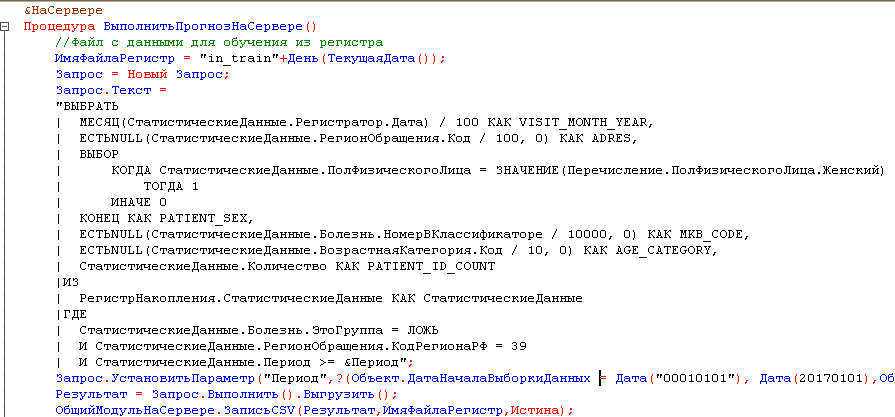 &НаСервере
Процедура ВыполнитьПрогнозНаСервере()
//Файл с данными для обучения из регистра
ИмяФайлаРегистр = "in_train"+День(ТекущаяДата());
Запрос = Новый Запрос;
Запрос.Текст =
"ВЫБРАТЬ
| МЕСЯЦ(СтатистическиеДанные.Регистратор.Дата) / 100 КАК VISIT_MONTH_YEAR,
| ЕСТЬNULL(СтатистическиеДанные.РегионОбращения.Код / 100, 0) КАК ADRES,
| ВЫБОР
| КОГДА СтатистическиеДанные.ПолФизическогоЛица = ЗНАЧЕНИЕ(Перечисление.ПолФизическогоЛица.Женский)
| ТОГДА 1
| ИНАЧЕ 0
| КОНЕЦ КАК PATIENT_SEX,
| ЕСТЬNULL(СтатистическиеДанные.Болезнь.НомерВКлассификаторе / 10000, 0) КАК MKB_CODE,
| ЕСТЬNULL(СтатистическиеДанные.ВозрастнаяКатегория.Код / 10, 0) КАК AGE_CATEGORY,
| СтатистическиеДанные.Количество КАК PATIENT_ID_COUNT
|ИЗ
| РегистрНакопления.СтатистическиеДанные КАК СтатистическиеДанные
|ГДЕ
| СтатистическиеДанные.Болезнь.ЭтоГруппа = ЛОЖЬ
| И СтатистическиеДанные.РегионОбращения.КодРегионаРФ = 39
| И СтатистическиеДанные.Период >= &Период";
Запрос.УстановитьПараметр("Период",?(Объект.ДатаНачалаВыборкиДанных = Дата("00010101"), Дата(20170101),Об
Результат = Запрос.Выполнить().Выгрузить();
ОбщийМодульНаСервере.ЗаписьCSV(Результат,ИмяФайлаРегистр,Истина);